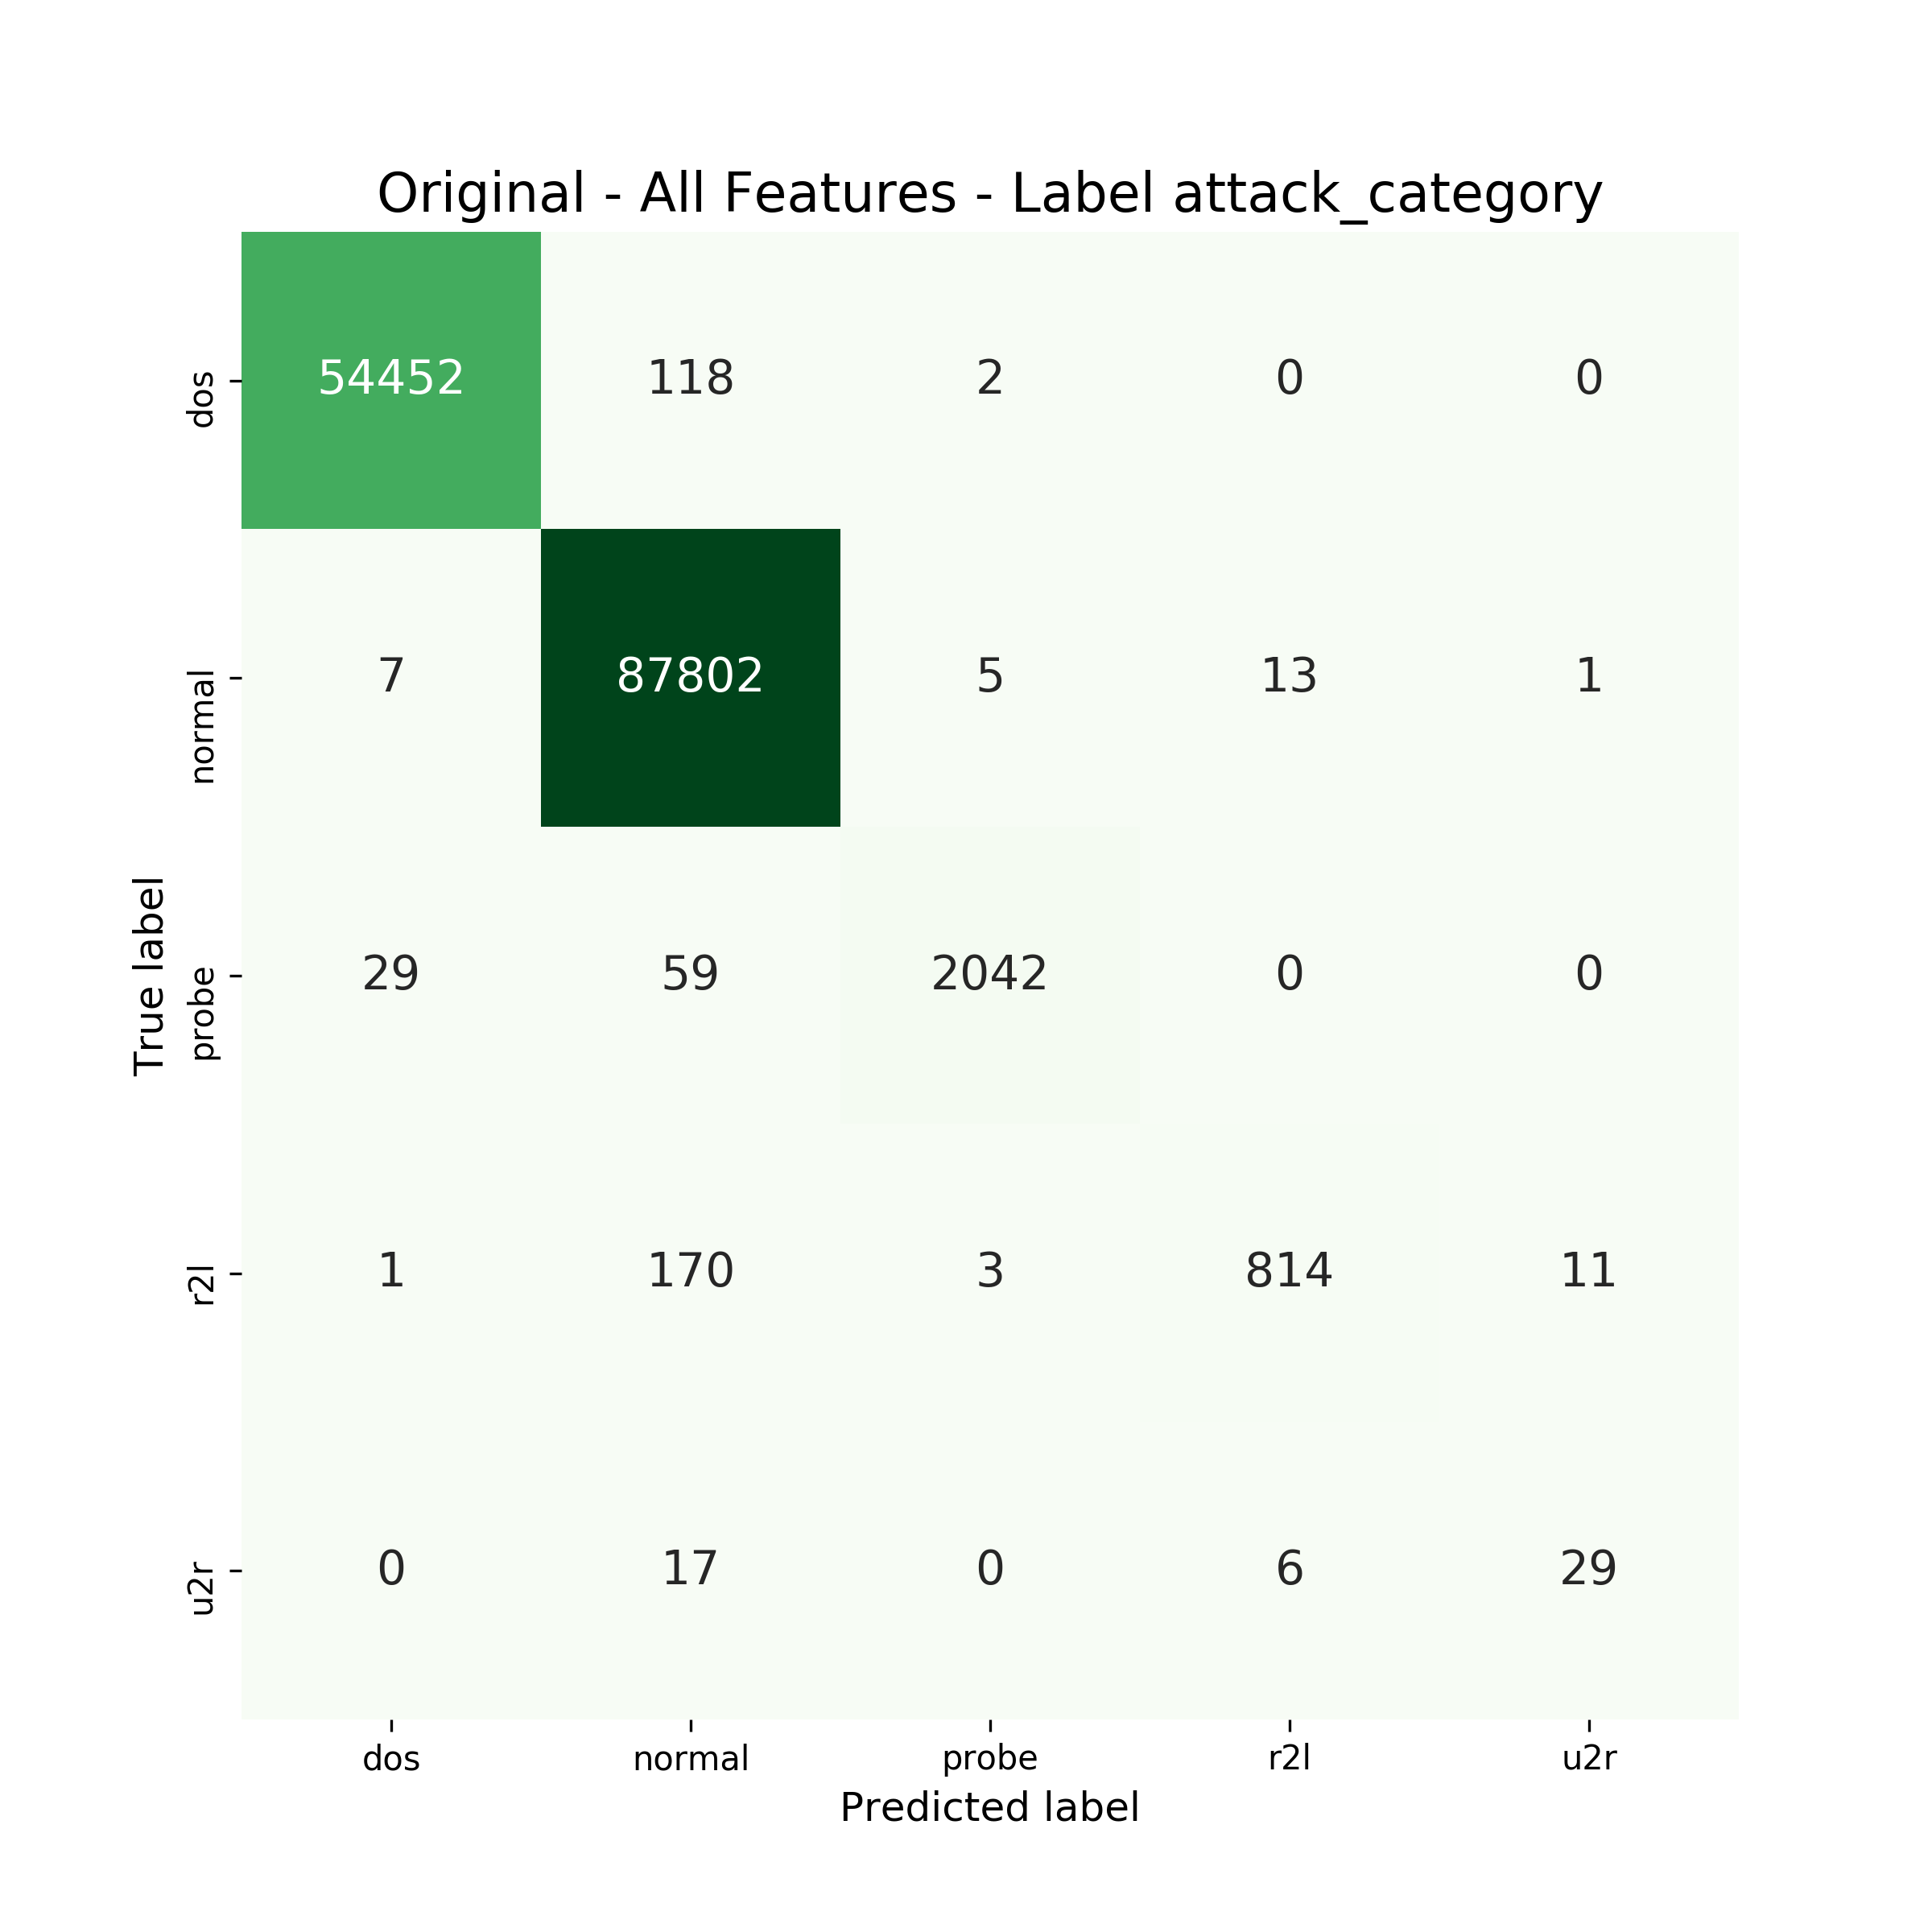 Original - All Features - Label attack_category
True label
dos 54452 118 2 0 0
normal 7 87802 5 13 1
probe 29 59 2042 0 0
r2l 1 170 3 814 11
u2r 0 17 0 6 29
dos normal probe r2l u2r
Predicted label